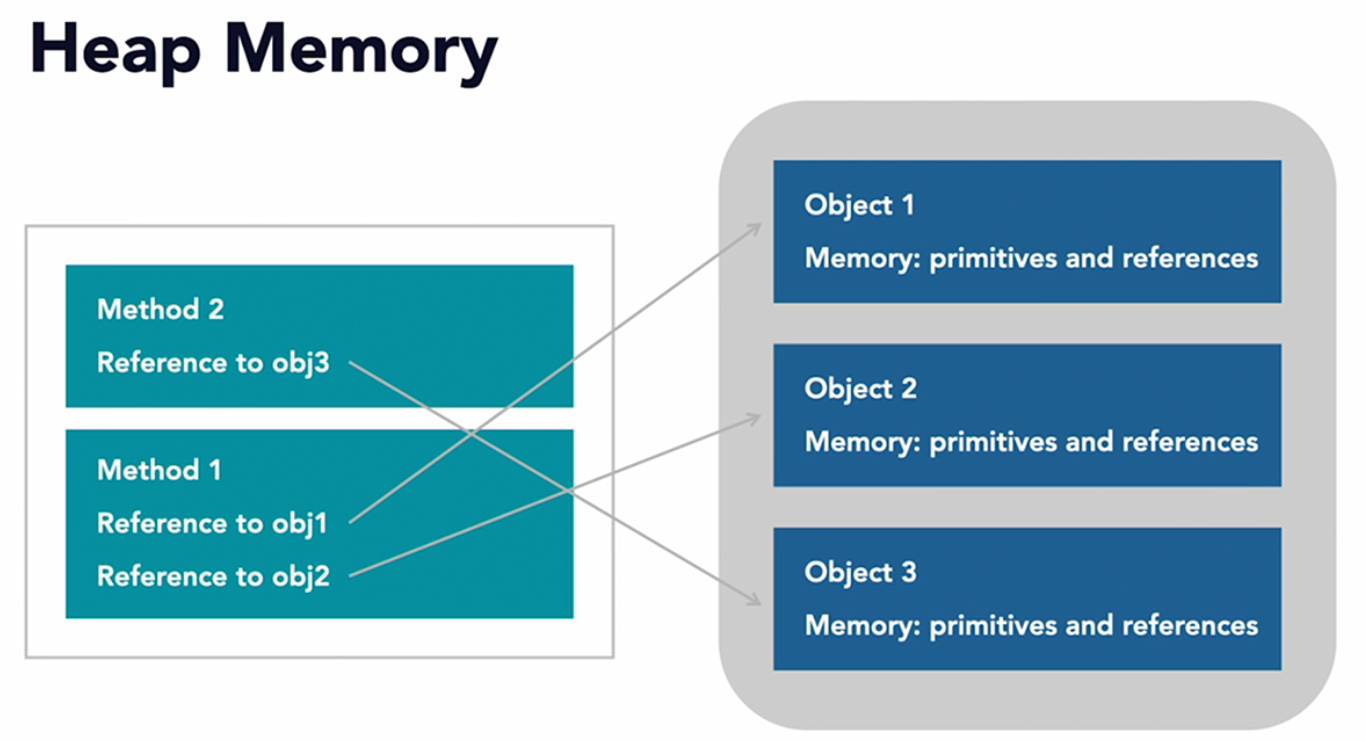 Heap Memory
Method 2
Reference to obj3
Method 1
Reference to obj1
Reference to obj2
Object 1
Memory: primitives and references
Object 2
Memory: primitives and references
Object 3
Memory: primitives and references